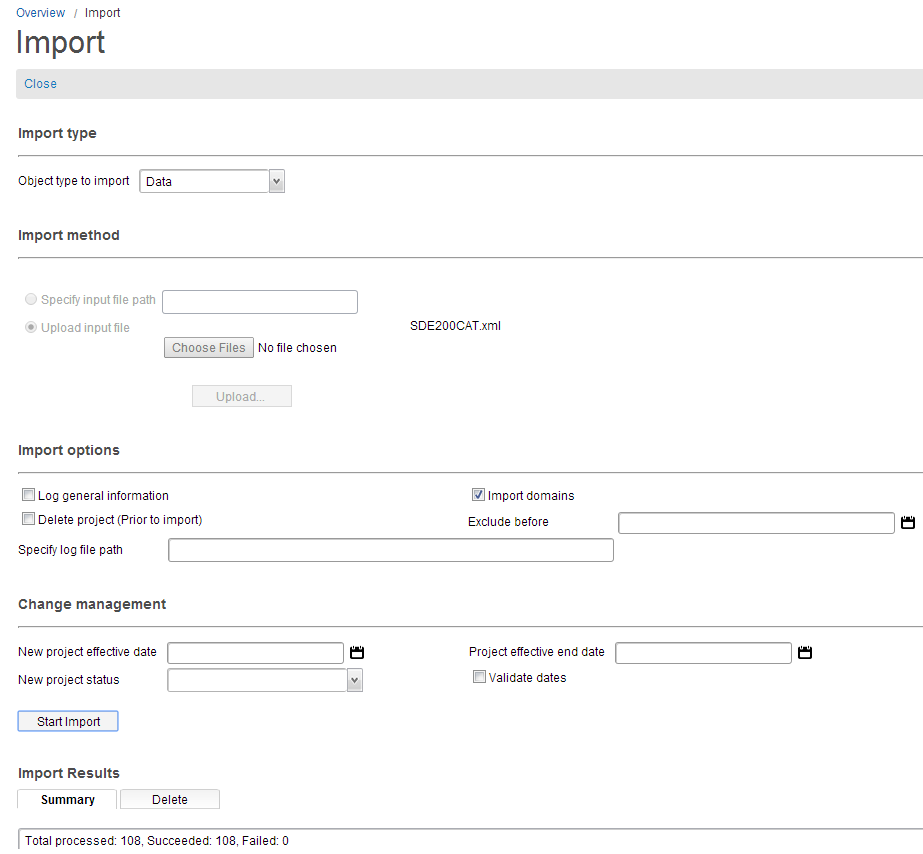 Overview / Import
Import
Close
Import type
Object type to import Data
Import method
Specify input file path
Upload input file SDE200CAT.xml
Choose Files No file chosen
Upload...
Import options
Log general information Import domains
Delete project (Prior to import) Exclude before
Specify log file path
Change management
New project effective date Project effective end date
New project status Validate dates
Start Import
Import Results
Summary Delete
Total processed: 108, Succeeded: 108, Failed: 0